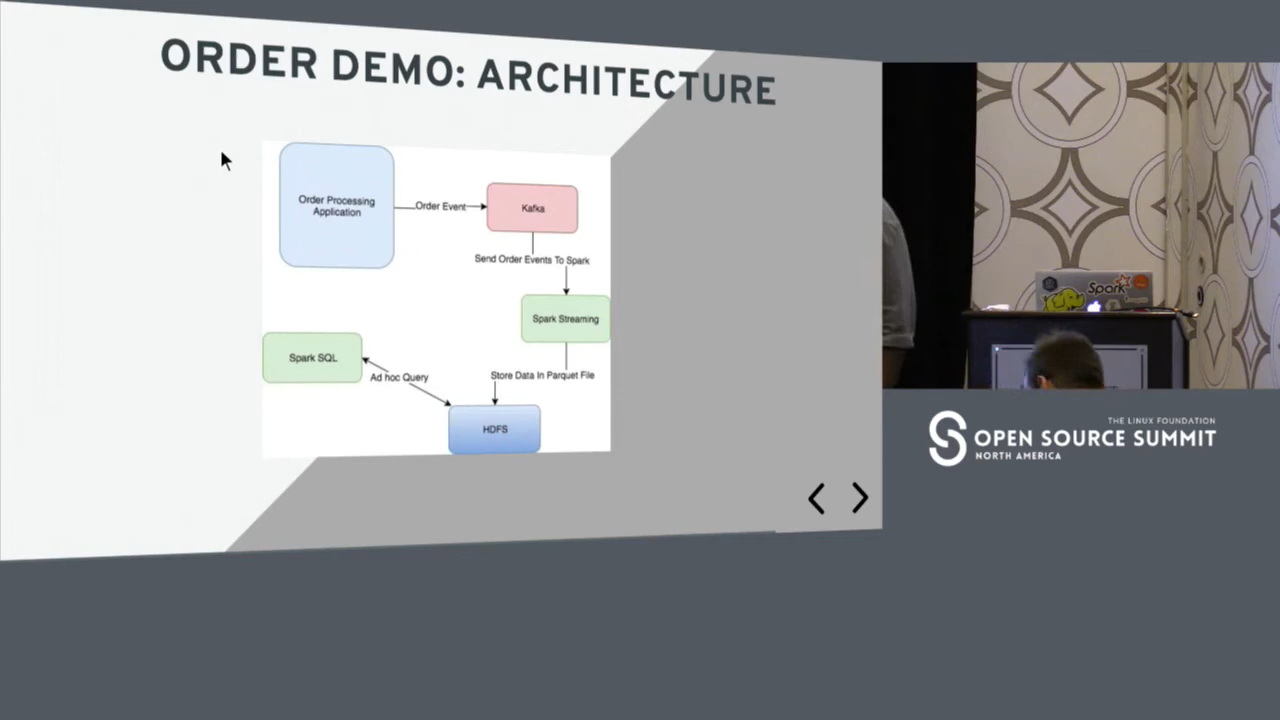 ORDER DEMO: ARCHITECTURE
Order Processing
Application
Order Event
Kafka
Send Order Events To Spark
Spark Streaming
Spark SQL
Ad hoc Query
Store Data In Parquet File
HDFS
Spark
THE LINUX FOUNDATION
OPEN SOURCE SUMMIT
NORTH AMERICA